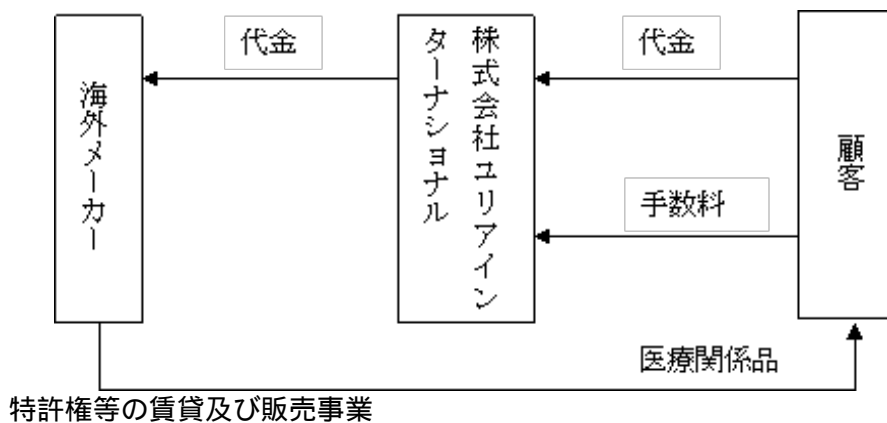 代金
代金
海外メーカー
株式会社ユリアイン
ターナショナル
顧客
手数料
医療関係品
特許権等の賃貸及び販売事業